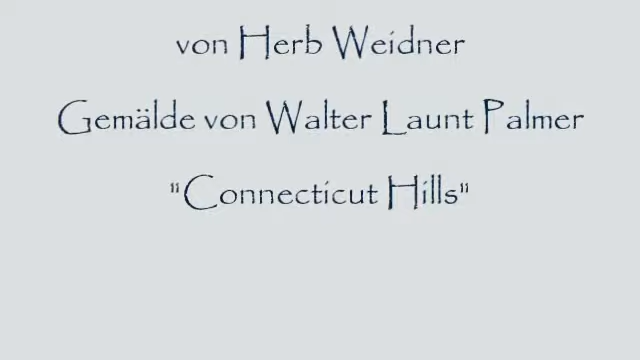 von Herb Weidner
Gemälde von Walter Launt Palmer
"Connecticut Hills"